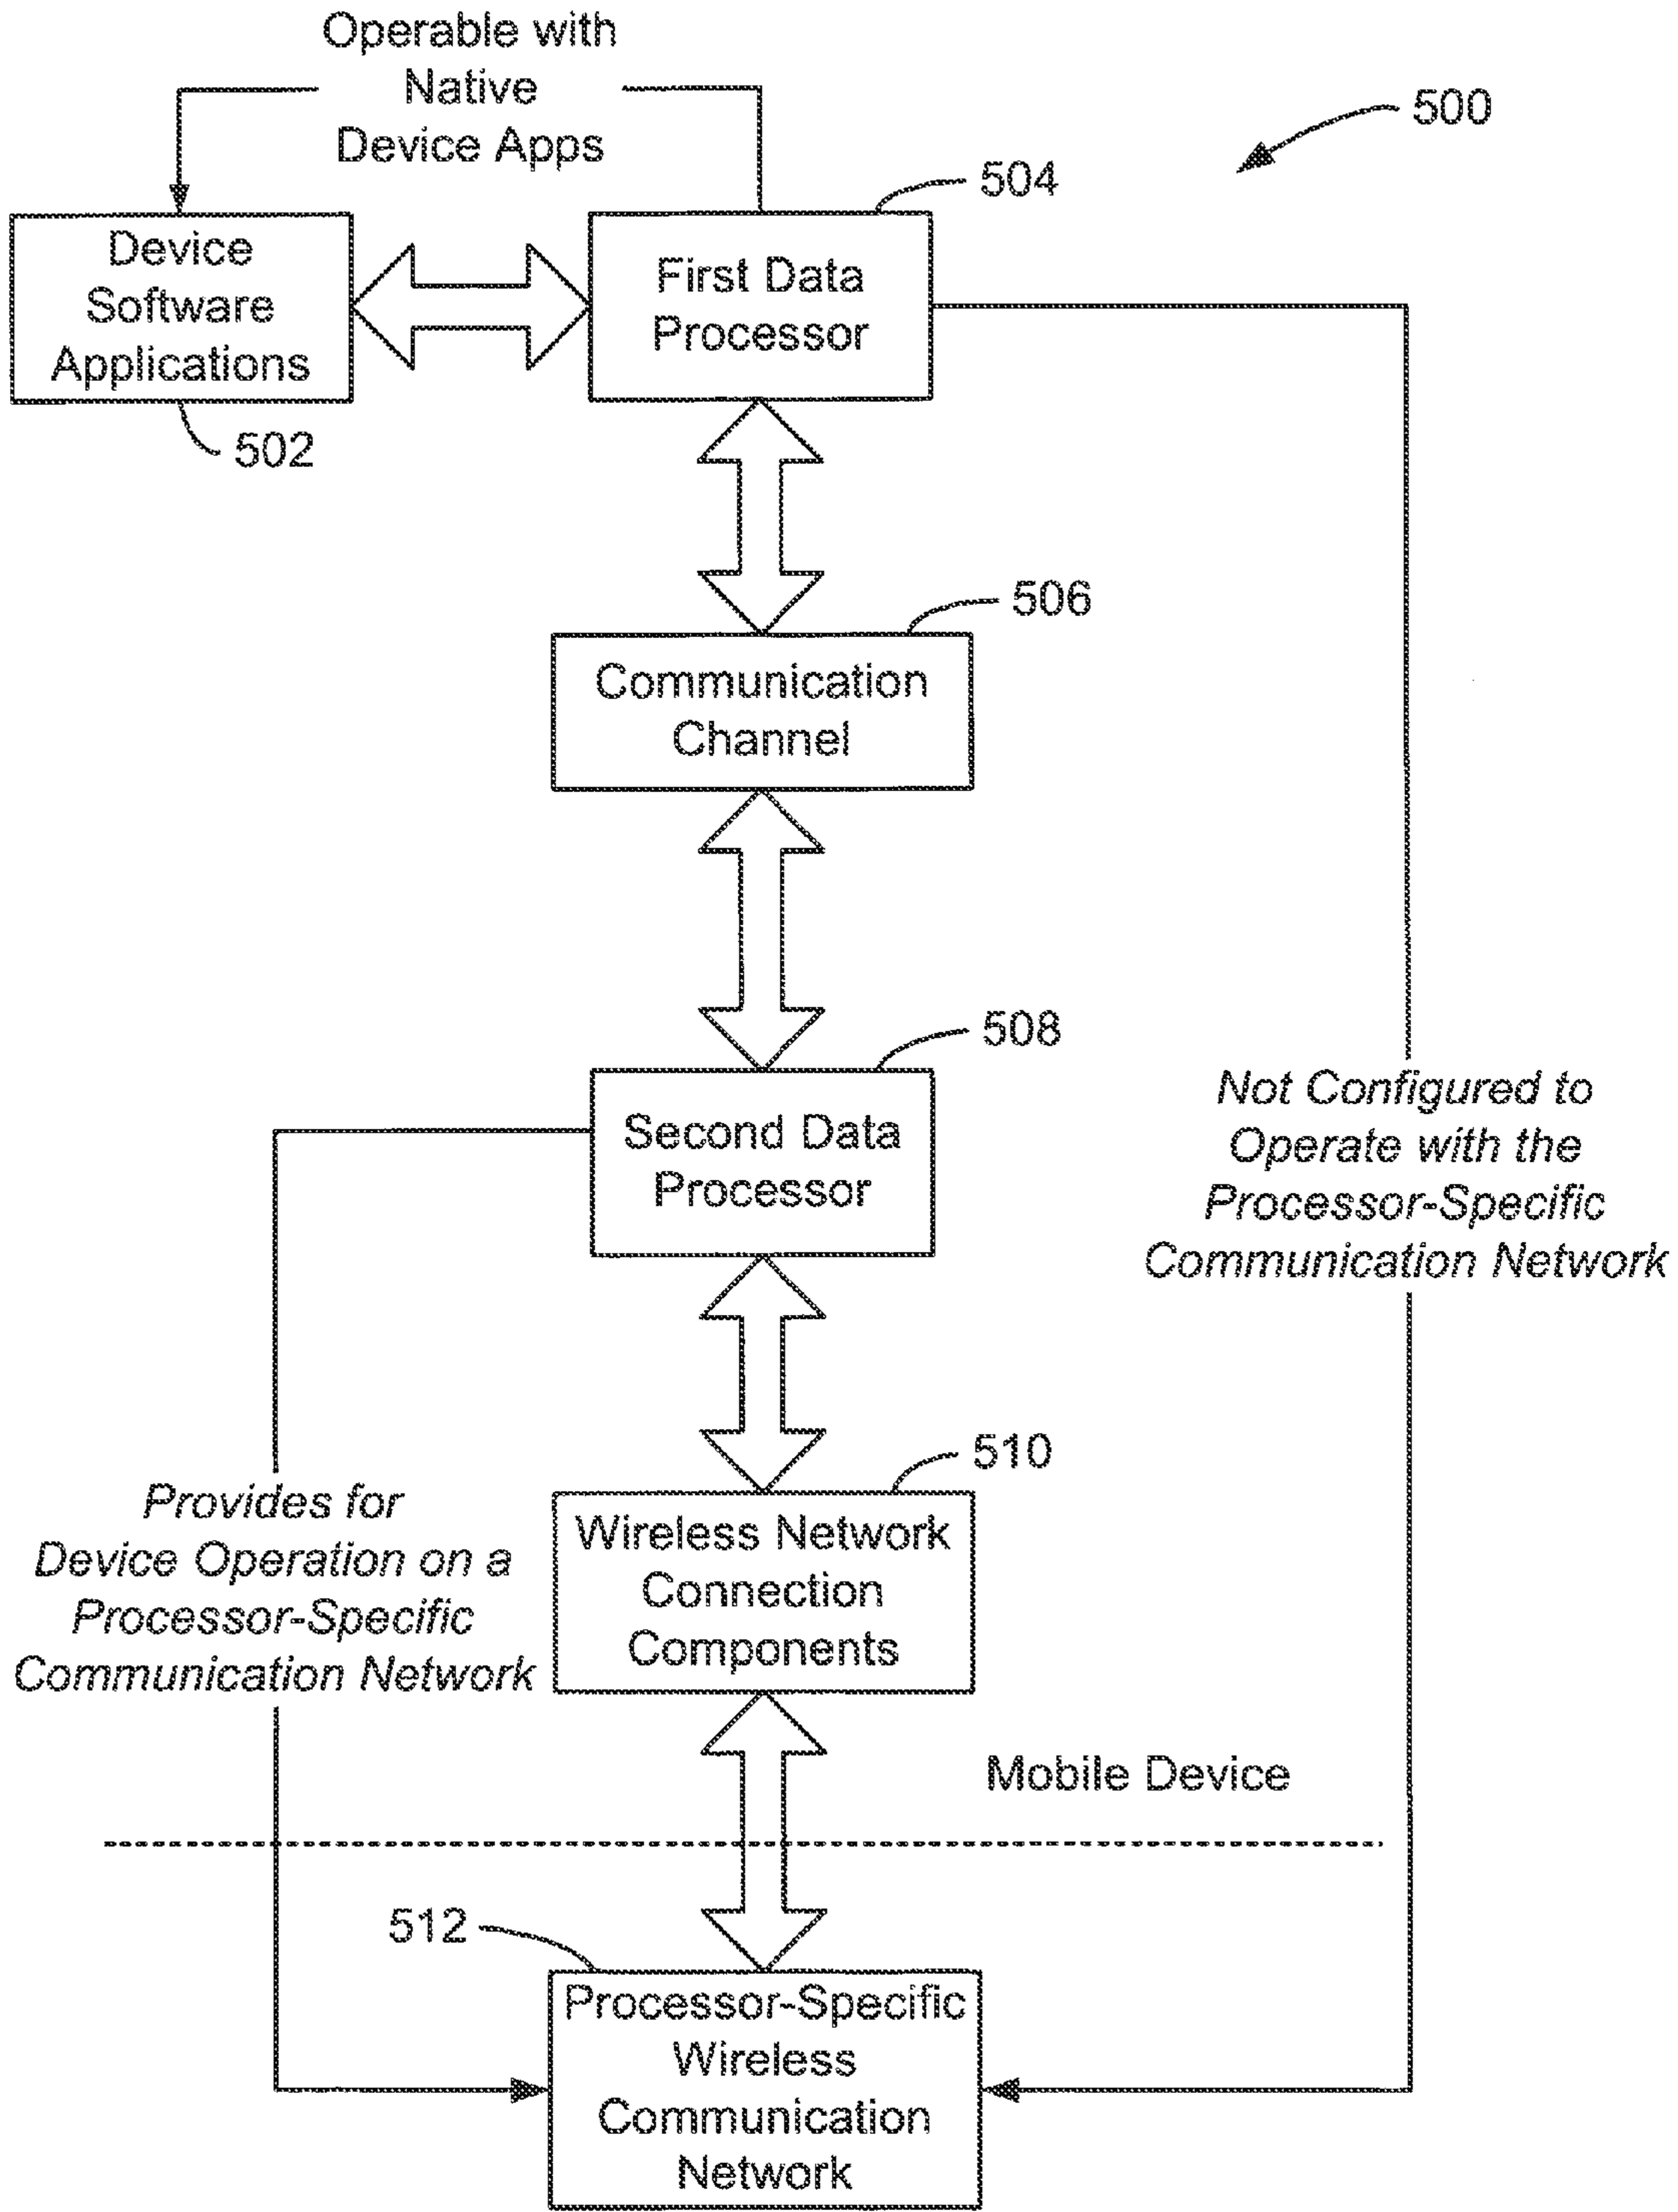 Operable with
Native
Device Apps
500
504
Device
Software
Applications
First Data
Processor
502
506
Communication
Channel
508
Second Data
Processor
Not Configured to
Operate with the
Processor-Specific
Communication Network
510
Provides for
Device Operation on a
Processor-Specific
Communication Network
Wireless Network
Connection
Components
Mobile Device
512
Processor-Specific
Wireless
Communication
Network